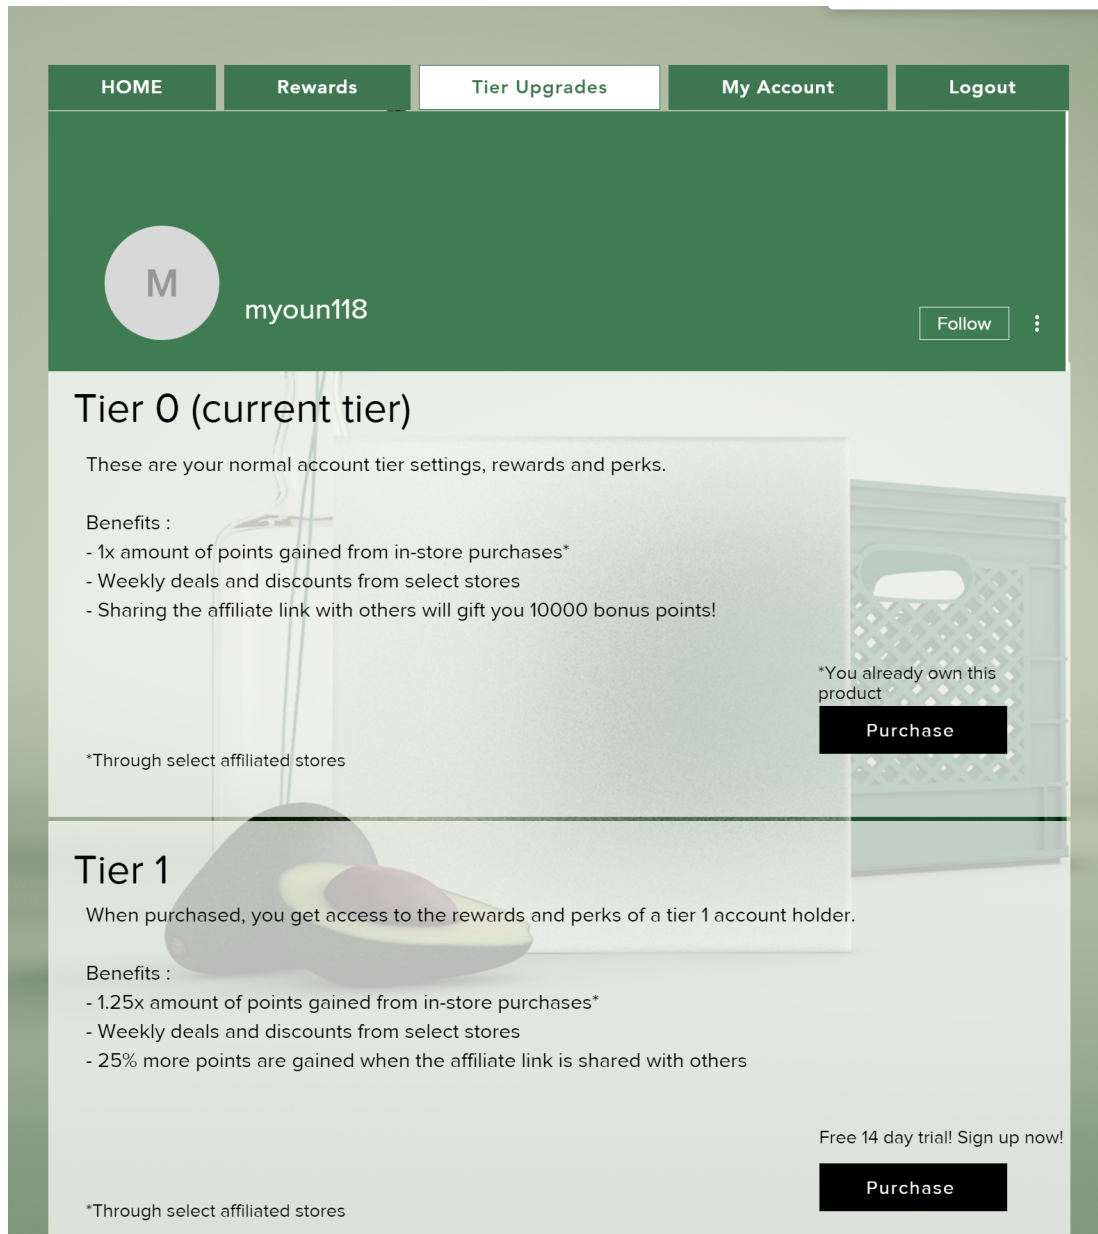 HOME
Rewards
Tier Upgrades
My Account
Logout
M
myoun118
Follow
Tier 0 (current tier)
These are your normal account tier settings, rewards and perks.
Benefits :
- 1x amount of points gained from in-store purchases*
- Weekly deals and discounts from select stores
- Sharing the affiliate link with others will gift you 10000 bonus points!
*You already own this
product
Purchase
*Through select affiliated stores
Tier 1
When purchased, you get access to the rewards and perks of a tier 1 account holder.
Benefits :
- 1.25x amount of points gained from in-store purchases*
- Weekly deals and discounts from select stores
- 25% more points are gained when the affiliate link is shared with others
Free 14 day trial! Sign up now!
Purchase
*Through select affiliated stores